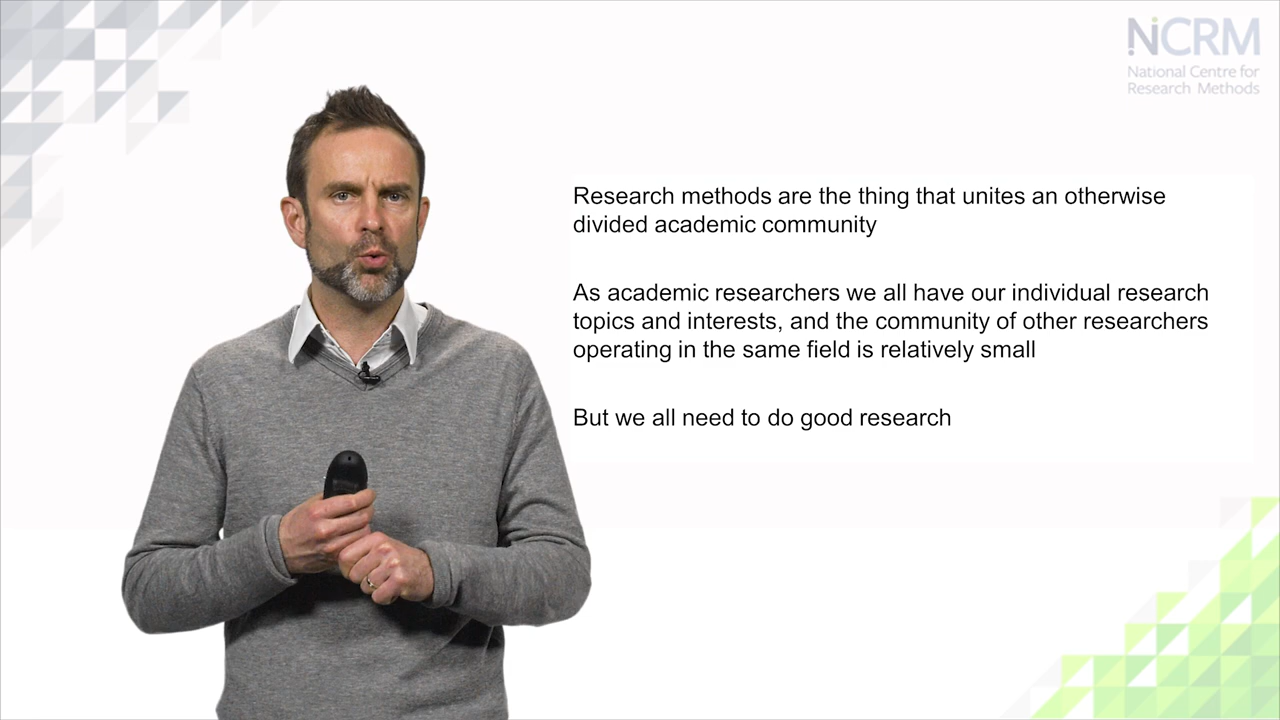 NCRM
National Centre for
Research Methods
Research methods are the thing that unites an otherwise
divided academic community
As academic researchers we all have our individual research
topics and interests, and the community of other researchers
operating in the same field is relatively small
But we all need to do good research